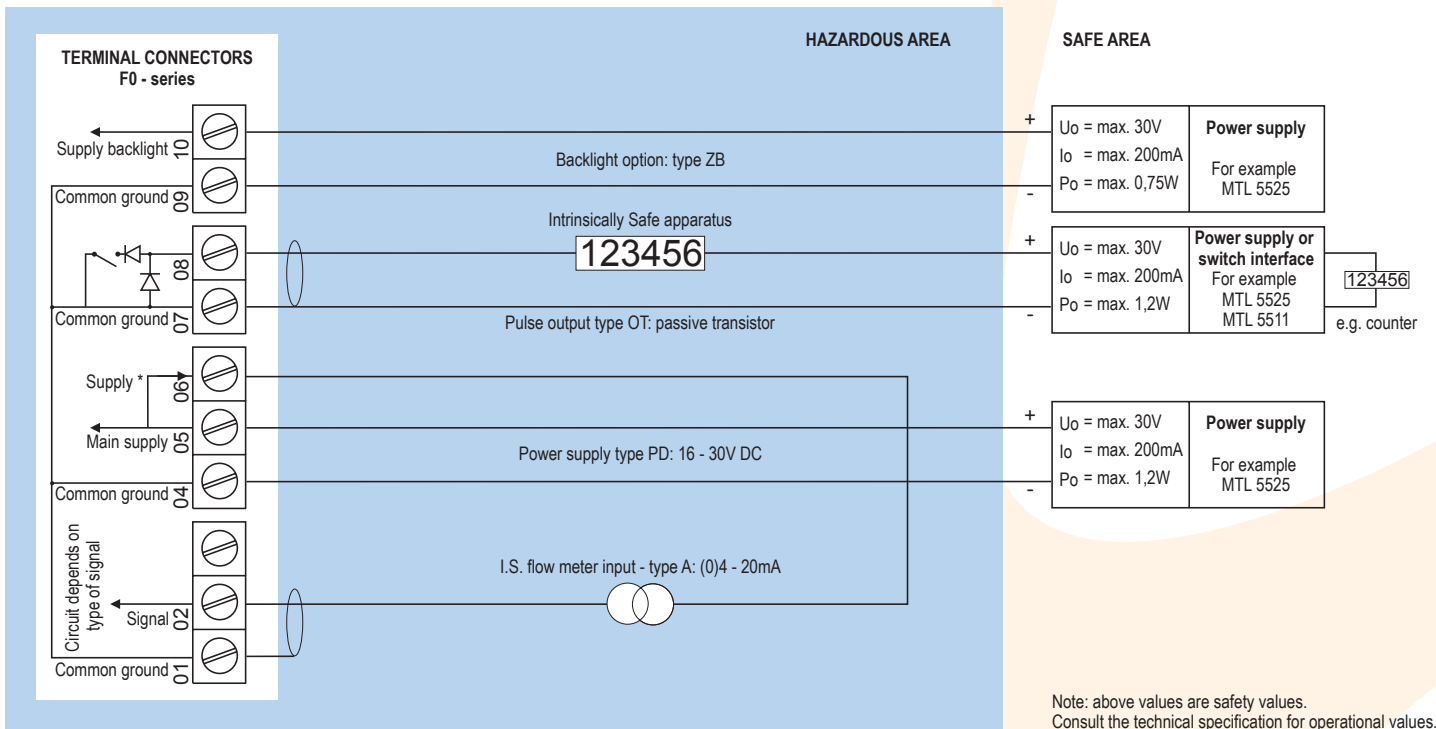 HAZARDOUS AREA
SAFE AREA
TERMINAL CONNECTORS
F0 - series
Supply backlight
10
Common ground
09
Backlight option: type ZB
+
-
Uo = max. 30V
Io = max. 200mA
Po = max. 0,75W
Power supply
For example
MTL 5525
08
Common ground
07
Intrinsically Safe apparatus
123456
Pulse output type OT: passive transistor
+
-
Uo = max. 30V
Io = max. 200mA
Po = max. 1,2W
Power supply or
switch interface
For example
MTL 5525
MTL 5511
123456
e.g. counter
Supply *
06
Main supply
05
Common ground
04
Power supply type PD: 16 - 30V DC
+
-
Uo = max. 30V
Io = max. 200mA
Po = max. 1,2W
Power supply
For example
MTL 5525
Circuit depends on
type of signal
Signal
02
Common ground
01
I.S. flow meter input - type A: (0)4 - 20mA
Note: above values are safety values.
Consult the technical specification for operational values.